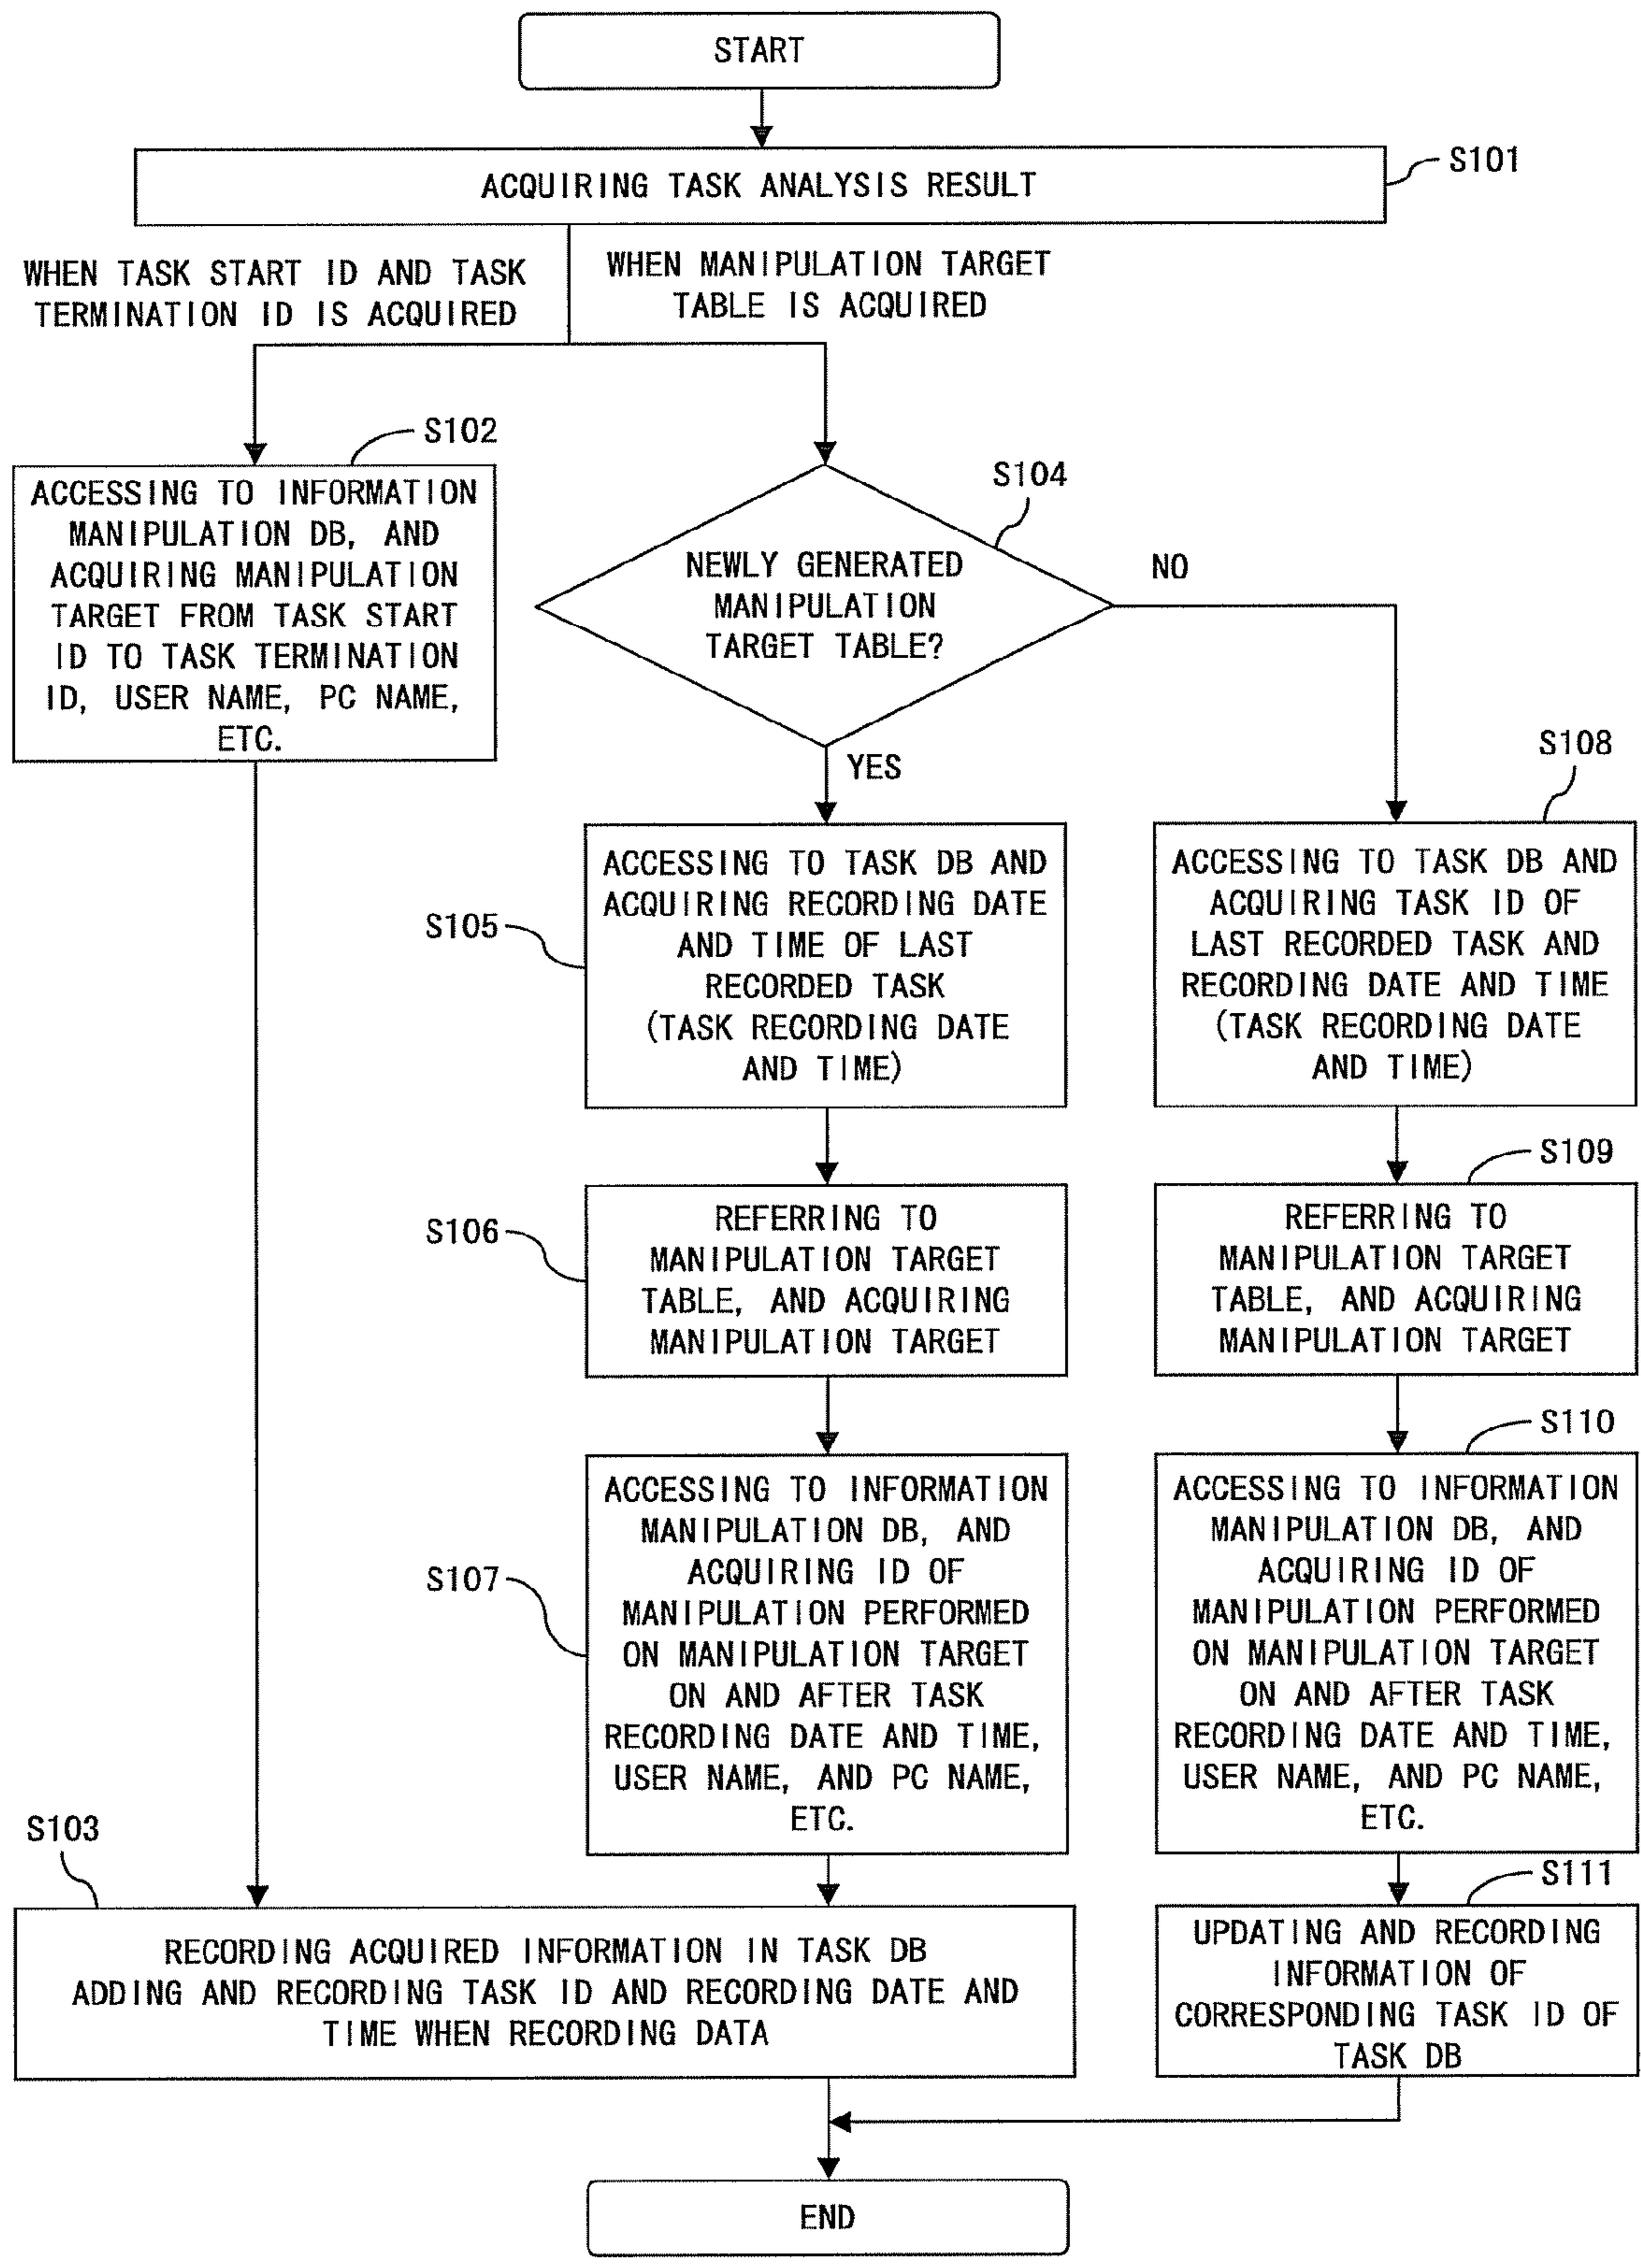 START
S101
ACQUIRING TASK ANALYSIS RESULT
WHEN TASK START ID AND TASK
TERMINATION ID IS ACQUIRED
WHEN MANIPULATION TARGET
TABLE IS ACQUIRED
S102
ACCESSING TO INFORMATION
MANIPULATION DB, AND
ACQUIRING MANIPULATION
TARGET FROM TASK START
ID TO TASK TERMINATION
ID, USER NAME, PC NAME,
ETC.
S104
NEWLY GENERATED
MANIPULATION
TARGET TABLE?
NO
YES
S105
ACCESSING TO TASK DB AND
ACQUIRING RECORDING DATE
AND TIME OF LAST
RECORDED TASK
(TASK RECORDING DATE
AND TIME)
S108
ACCESSING TO TASK DB AND
ACQUIRING TASK ID OF
LAST RECORDED TASK AND
RECORDING DATE AND TIME
(TASK RECORDING DATE
AND TIME)
S106
REFERRING TO
MANIPULATION TARGET
TABLE, AND ACQUIRING
MANIPULATION TARGET
S109
REFERRING TO
MANIPULATION TARGET
TABLE, AND ACQUIRING
MANIPULATION TARGET
S107
ACCESSING TO INFORMATION
MANIPULATION DB, AND
ACQUIRING ID OF
MANIPULATION PERFORMED
ON MANIPULATION TARGET
ON AND AFTER TASK
RECORDING DATE AND TIME,
USER NAME, AND PC NAME,
ETC.
S110
ACCESSING TO INFORMATION
MANIPULATION DB, AND
ACQUIRING ID OF
MANIPULATION PERFORMED
ON MANIPULATION TARGET
ON AND AFTER TASK
RECORDING DATE AND TIME,
USER NAME, AND PC NAME,
ETC.
S103
RECORDING ACQUIRED INFORMATION IN TASK DB
ADDING AND RECORDING TASK ID AND RECORDING DATE AND
TIME WHEN RECORDING DATA
S111
UPDATING AND RECORDING
INFORMATION OF
CORRESPONDING TASK ID OF
TASK DB
END